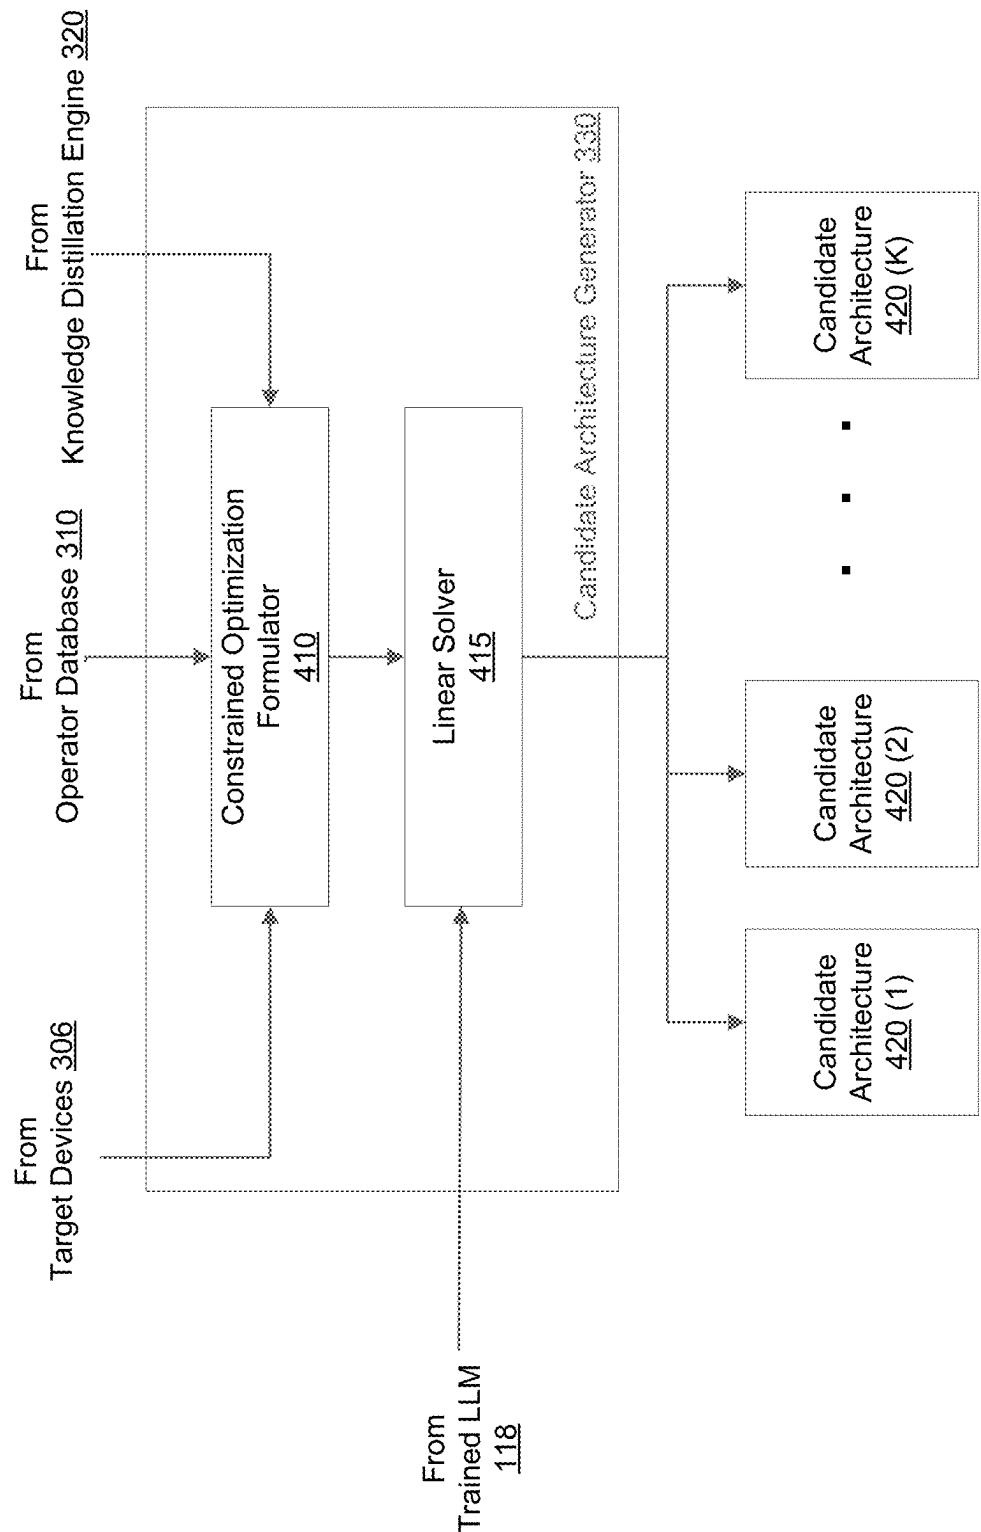 From
Target Devices 306
From
Operator Database 310
From
Knowledge Distillation Engine 320
Constrained Optimization
Formulator
410
From
Trained LLM
118
Linear Solver
415
Candidate Architecture Generator 330
Candidate
Architecture
420 (1)
Candidate
Architecture
420 (2)
Candidate
Architecture
420 (K)